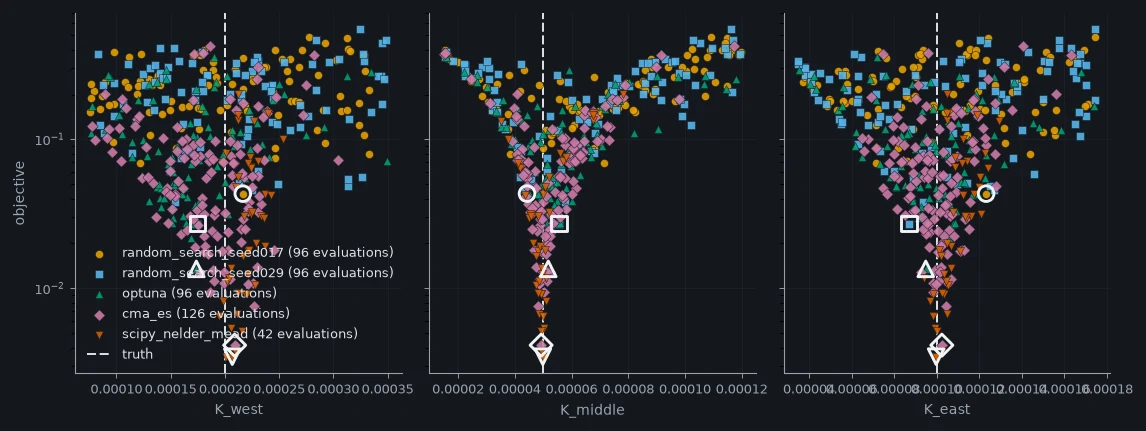 objective
10⁻¹
10⁻²
random_search_seed017 (96 evaluations)
random_search_seed029 (96 evaluations)
optuna (96 evaluations)
cma_es (126 evaluations)
scipy_nelder_mead (42 evaluations)
truth
0.00010 0.00015 0.00020 0.00025 0.00030 0.00035
K_west
0.00002 0.00004 0.00006 0.00008 0.00010 0.00012
K_middle
0.00002 0.00004 0.00006 0.00008 0.00010 0.00012 0.00014 0.00016 0.00018
K_east